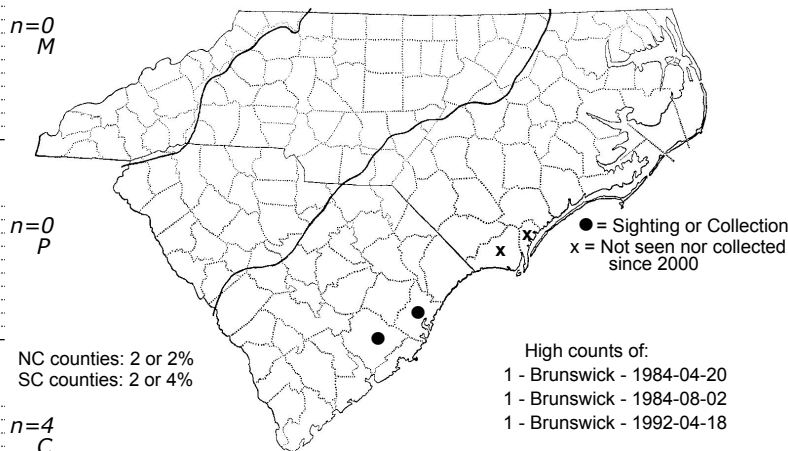 n=0
M
n=0
P
n=4
C
x
x
● = Sighting or Collection
x = Not seen nor collected
since 2000
NC counties: 2 or 2%
SC counties: 2 or 4%
High counts of:
1 - Brunswick - 1984-04-20
1 - Brunswick - 1984-08-02
1 - Brunswick - 1992-04-18